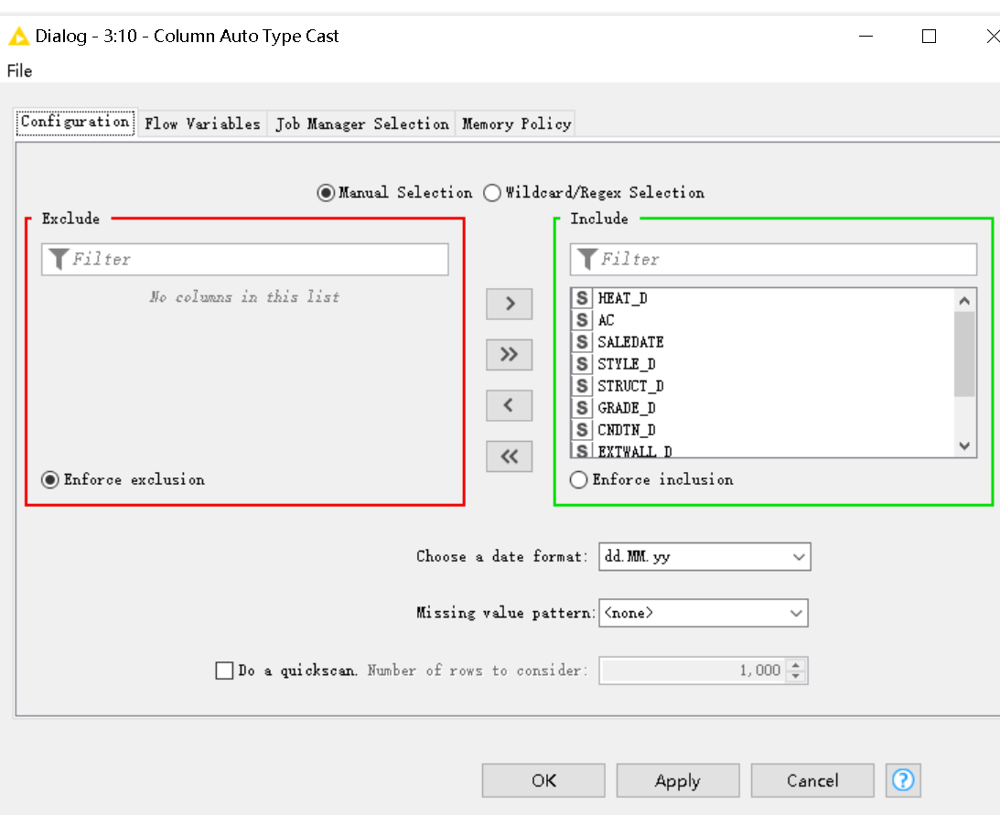 Dialog - 3:10 - Column Auto Type Cast
File
Configuration Flow Variables Job Manager Selection Memory Policy
Manual Selection Wildcard/Regex Selection
Exclude
Filter
No columns in this list
Enforce exclusion
>
>>
<
<<
Include
Filter
S HEAT_D
S AC
S SALEDATE
S STYLE_D
S STRUCT_D
S GRADE_D
S CNDTN_D
S EXTWALL_D
Enforce inclusion
Choose a date format: dd.MM.yy
Missing value pattern: <none>
Do a quickscan. Number of rows to consider: 1,000
OK Apply Cancel ?